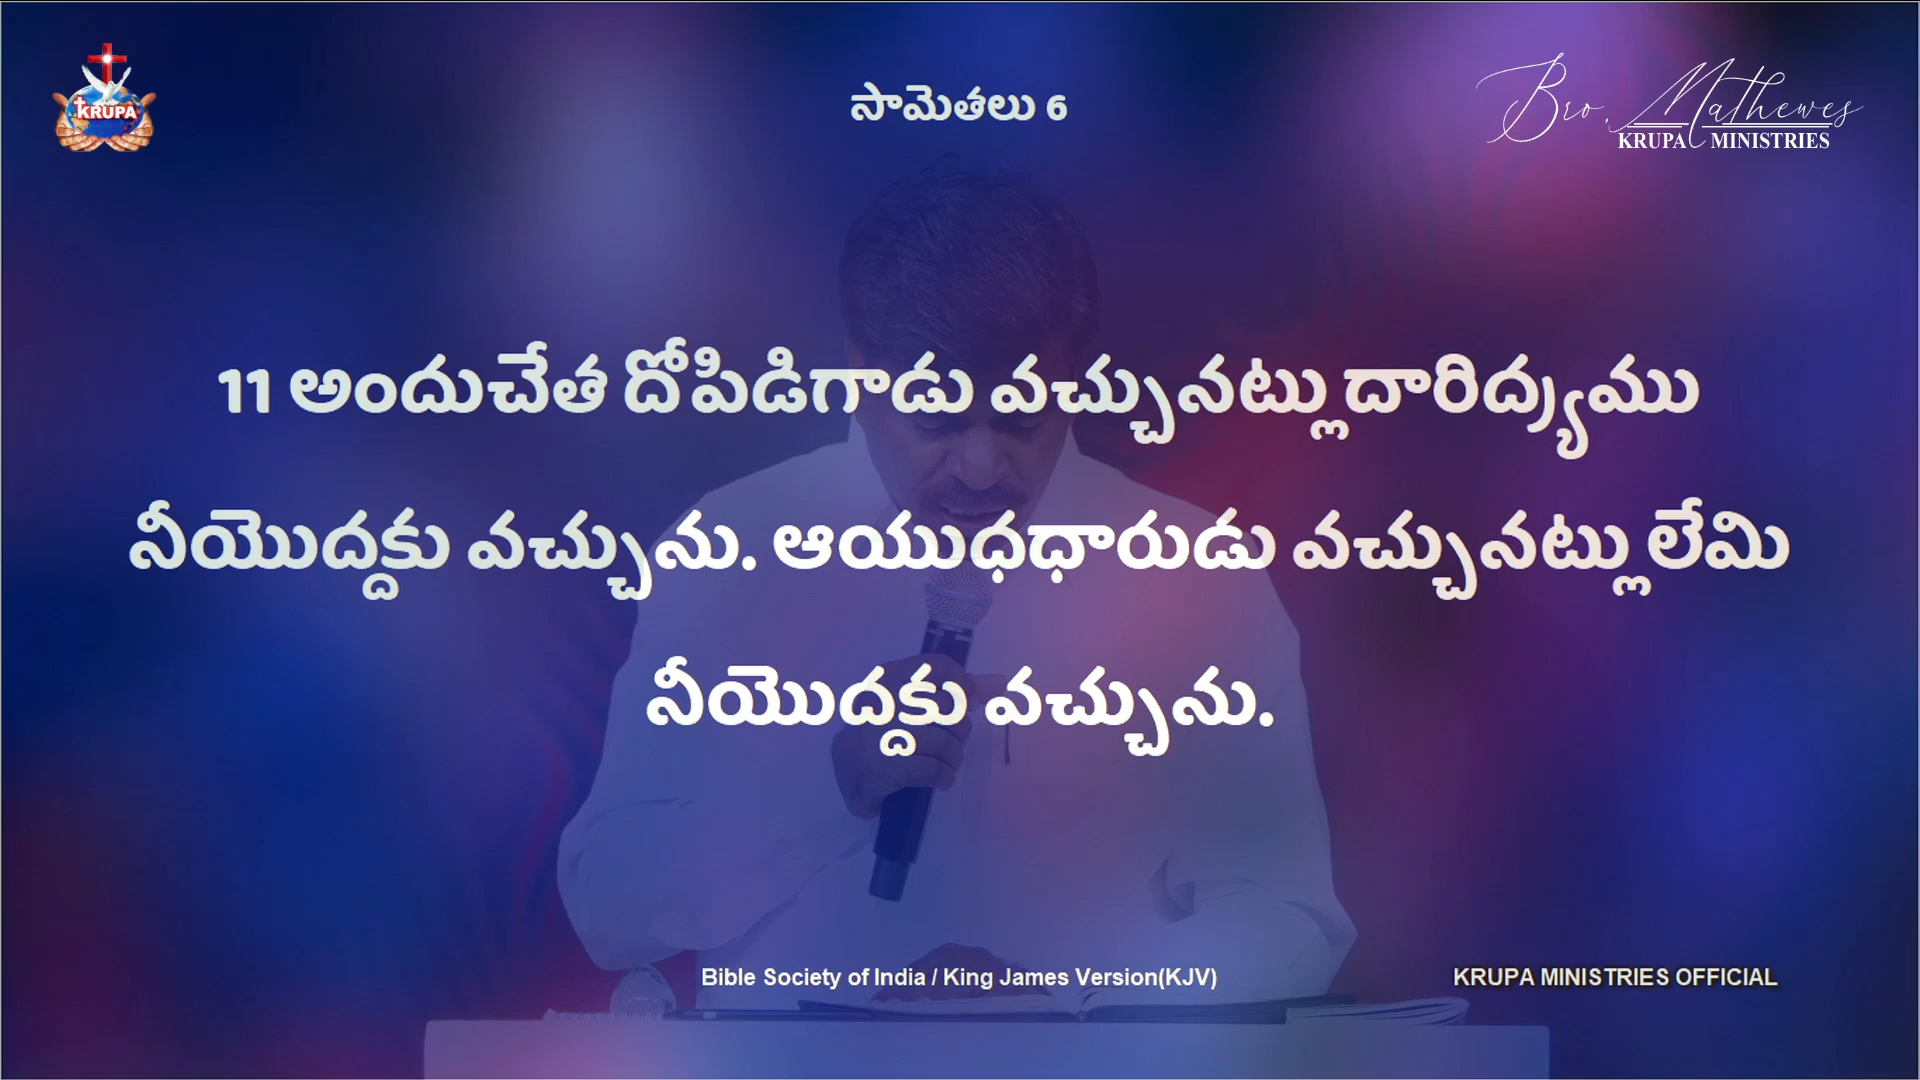 KRUPA
సామెతలు 6
Bro. Mathewes
KRUPA MINISTRIES
11 అందుచేత దోపిడిగాడు వచ్చునట్లు దారిద్ర్యము
నీయొద్దకు వచ్చును. ఆయుధధారుడు వచ్చునట్లు లేమి
నీయొద్దకు వచ్చును.
Bible Society of India / King James Version(KJV)
KRUPA MINISTRIES OFFICIAL